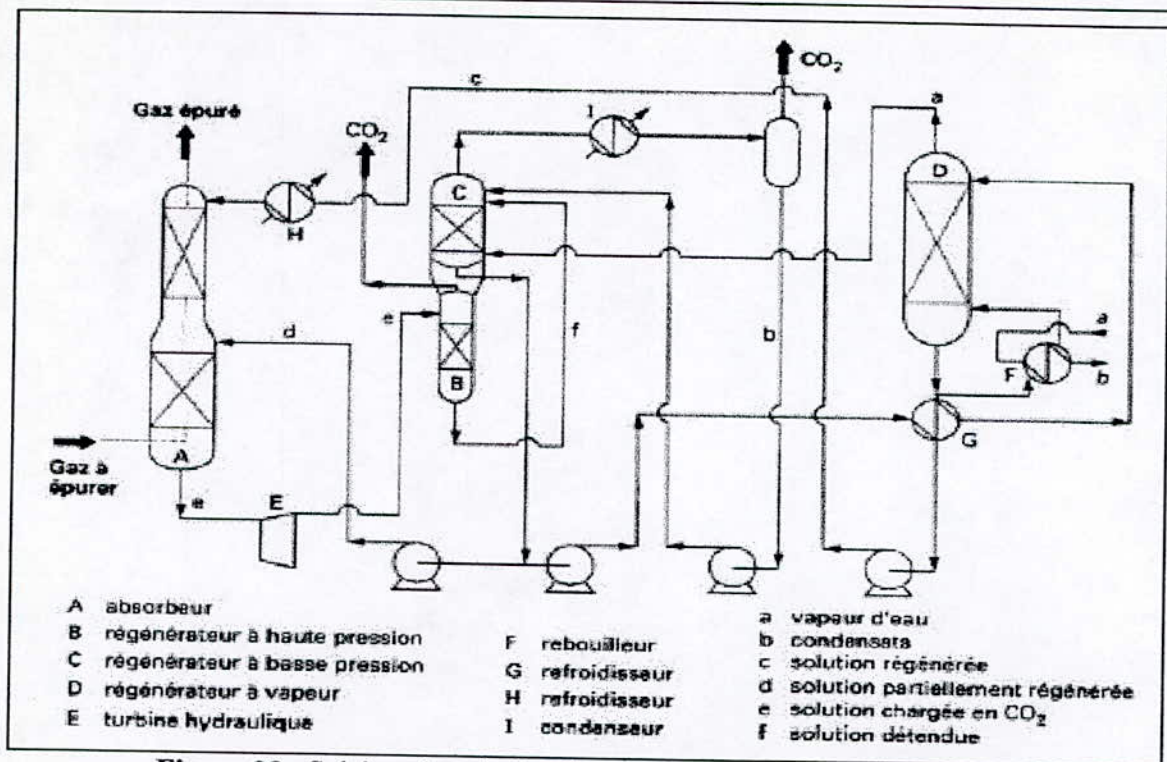 Gaz épuré
CO₂
c
I
CO₂
a
H
C
D
e
d
f
b
B
F
a
b
G
Gaz à
épurer
A
e
E
A absorbeur
B régénérateur à haute pression
C régénérateur à basse pression
D régénérateur à vapeur
E turbine hydraulique
F rebouilleur
G refroidisseur
H refroidisseur
I condenseur
a vapeur d'eau
b condensats
c solution régénérée
d solution partiellement régénérée
e solution chargée en CO₂
f solution détendue